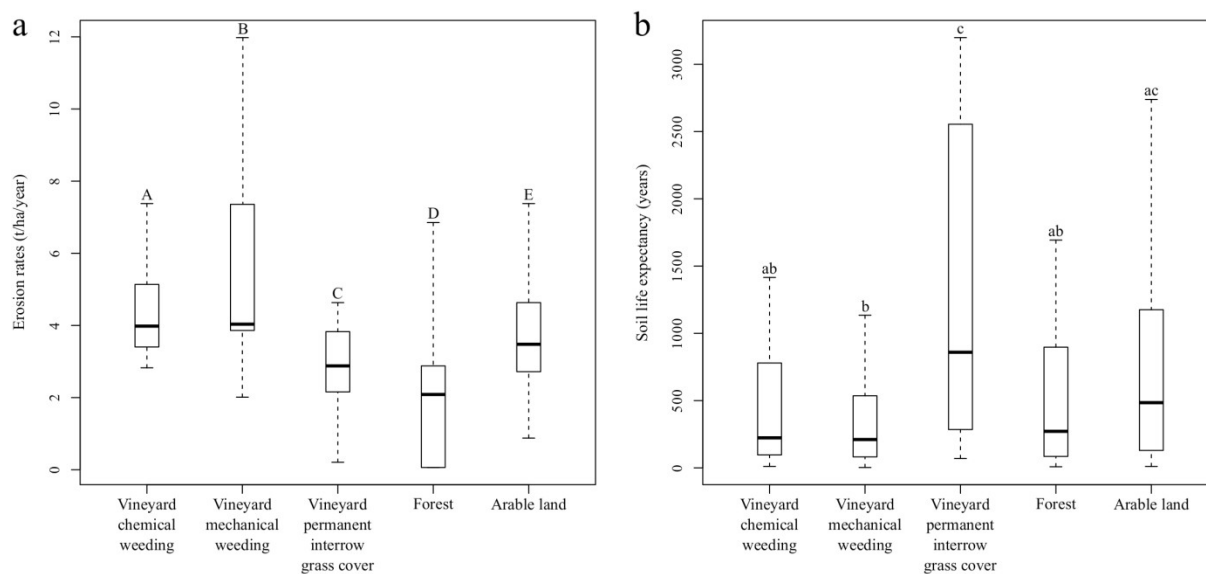 a
Erosion rates (t/ha/year)
12
10
8
6
4
2
0
A
B
C
D
E
Vineyard
chemical
weeding
Vineyard
mechanical
weeding
Vineyard
permanent
interrow
grass cover
Forest
Arable land
b
Soil life expectancy (years)
3000
2500
2000
1500
1000
500
0
ab
b
c
ab
ac
Vineyard
chemical
weeding
Vineyard
mechanical
weeding
Vineyard
permanent
interrow
grass cover
Forest
Arable land